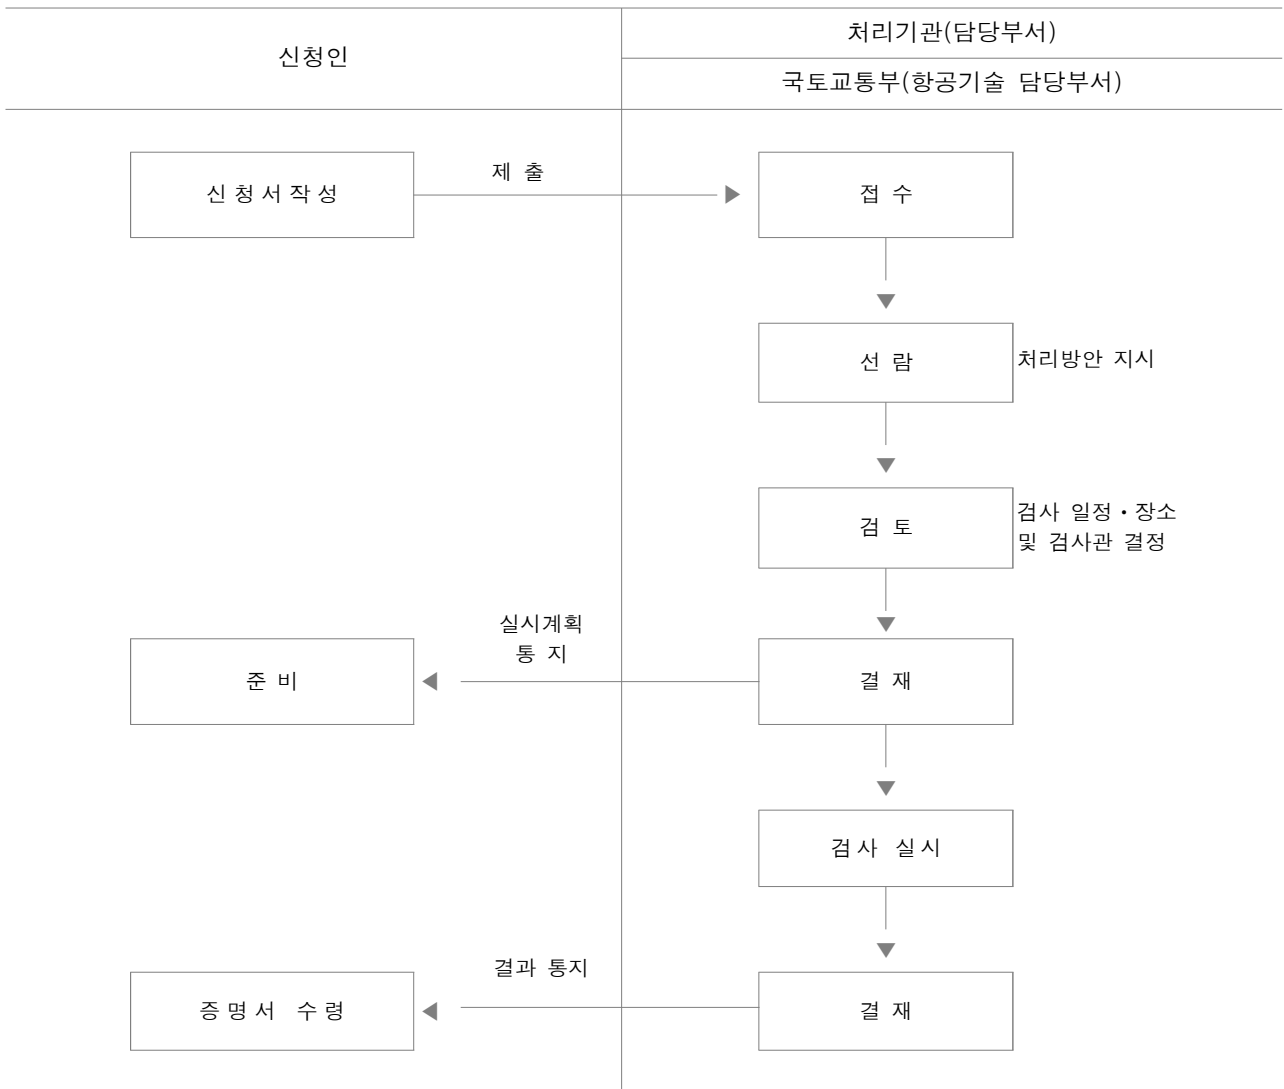 신청인
처리기관(담당부서)
국토교통부(항공기술 담당부서)
신청서작성
제 출
접 수
선 람
처리방안 지시
검 토
검사 일정·장소
및 검사관 결정
실시계획
통 지
준 비
결 재
검사 실시
결과 통지
증명서 수령
결 재